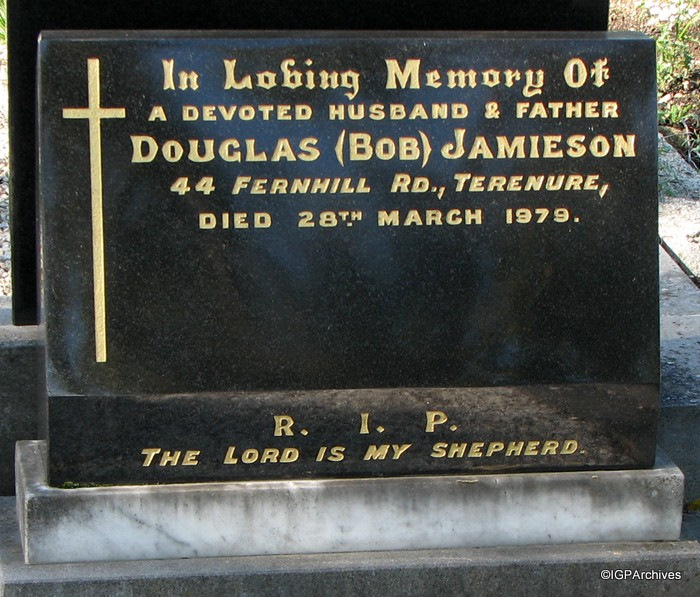 In Loving Memory Of
A DEVOTED HUSBAND & FATHER
DOUGLAS (BOB) JAMIESON
44 FERNHILL RD., TERENURE,
DIED 28TH MARCH 1979.
R. I. P.
THE LORD IS MY SHEPHERD.
©IGPArchives